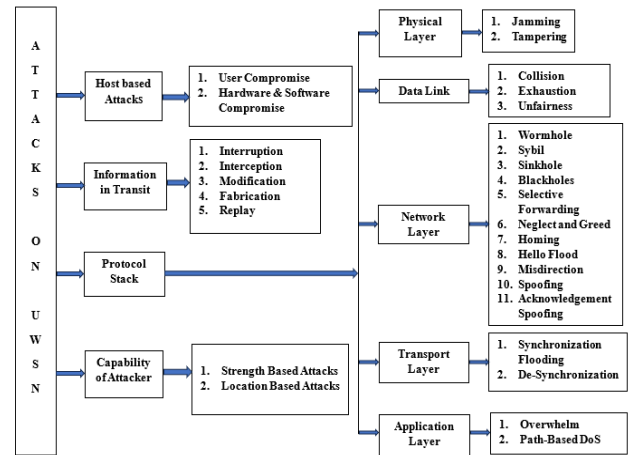 ATTACKS ON UWSN
Host based
Attacks
1. User Compromise
2. Hardware & Software
Compromise
Information
in Transit
1. Interruption
2. Interception
3. Modification
4. Fabrication
5. Replay
Protocol
Stack
Capability
of Attacker
1. Strength Based Attacks
2. Location Based Attacks
Physical
Layer
1. Jamming
2. Tampering
Data Link
1. Collision
2. Exhaustion
3. Unfairness
Network
Layer
1. Wormhole
2. Sybil
3. Sinkhole
4. Blackholes
5. Selective
Forwarding
6. Neglect and Greed
7. Homing
8. Hello Flood
9. Misdirection
10. Spoofing
11. Acknowledgement
Spoofing
Transport
Layer
1. Synchronization
Flooding
2. De-Synchronization
Application
Layer
1. Overwhelm
2. Path-Based DoS